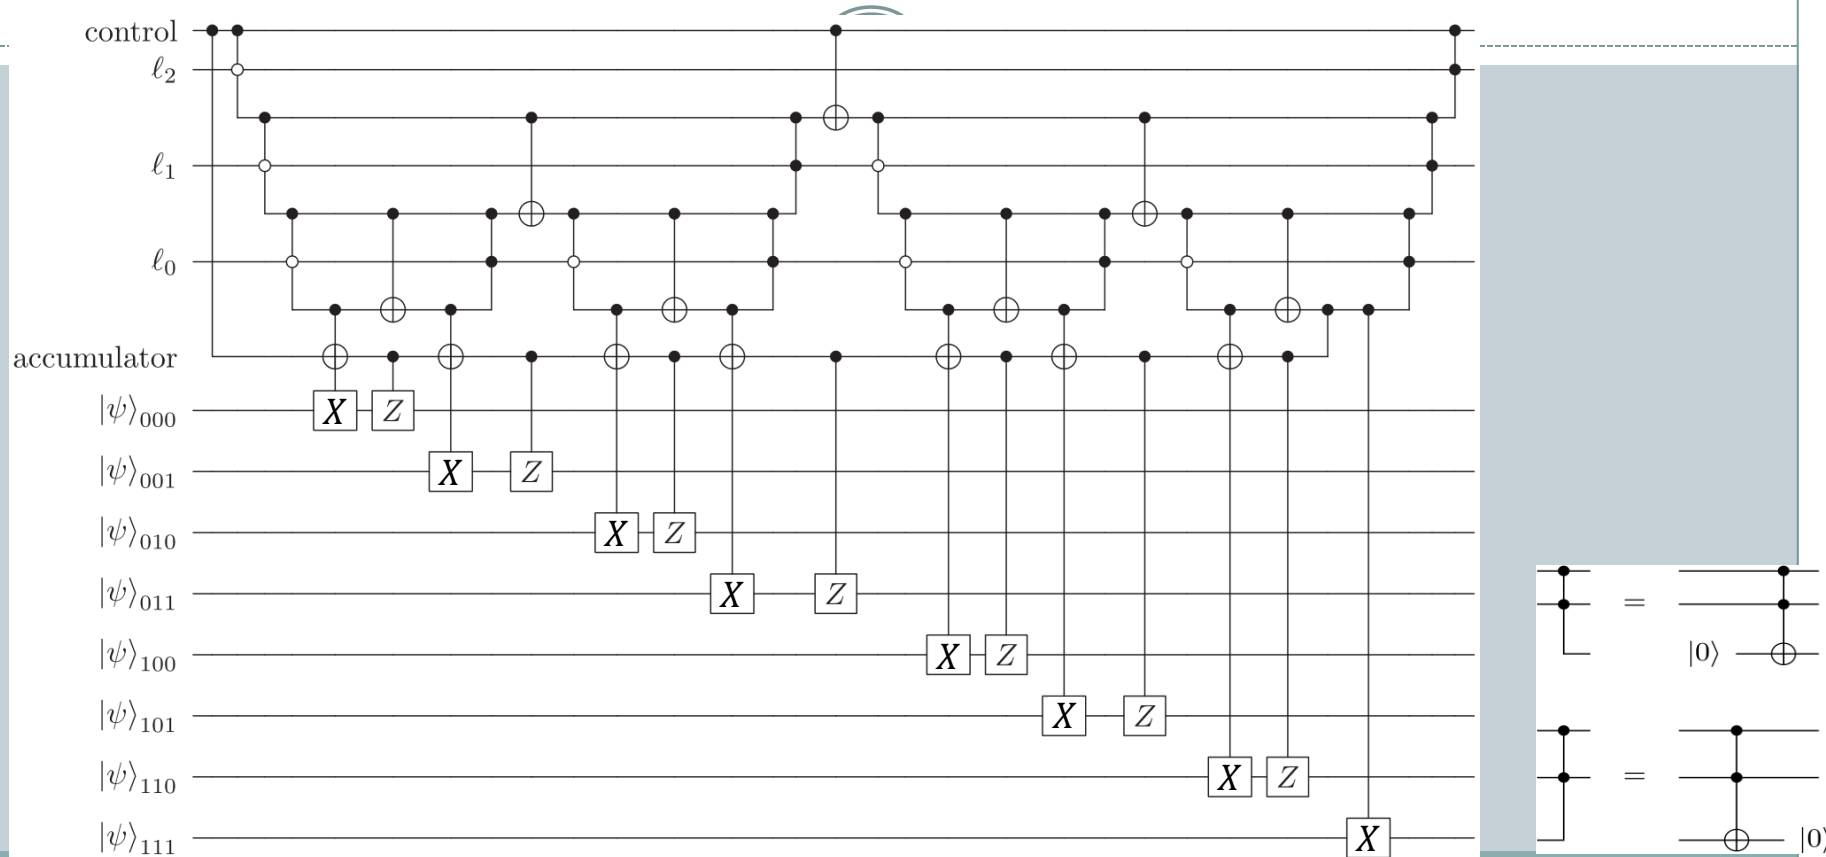 control
ℓ₂
ℓ₁
ℓ₀
accumulator
|ψ⟩₀₀₀ X Z
|ψ⟩₀₀₁ X Z
|ψ⟩₀₁₀ X Z
|ψ⟩₀₁₁ X Z
|ψ⟩₁₀₀ X Z
|ψ⟩₁₀₁ X Z
|ψ⟩₁₁₀ X Z
|ψ⟩₁₁₁ X
=
|0⟩
=
|0⟩